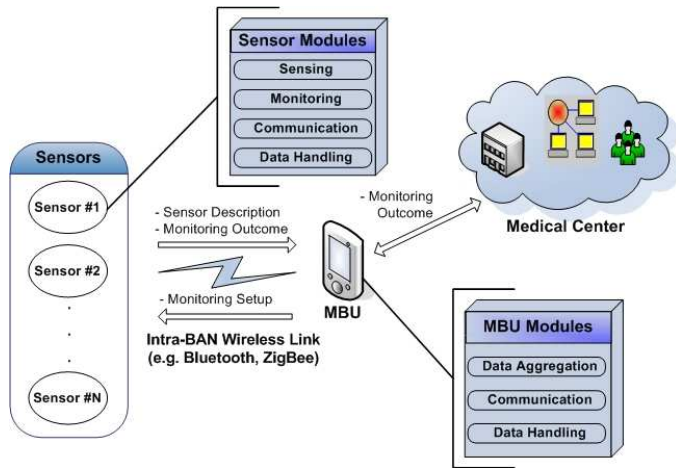 Sensor Modules
Sensing
Monitoring
Communication
Data Handling
Sensors
Sensor #1
Sensor #2
.
.
.
Sensor #N
- Sensor Description
- Monitoring Outcome
- Monitoring Setup
Intra-BAN Wireless Link
(e.g. Bluetooth, ZigBee)
MBU
- Monitoring
Outcome
Medical Center
MBU Modules
Data Aggregation
Communication
Data Handling